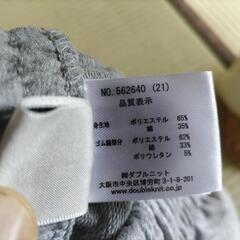 NO.562640 (21)
品質表示
身生地 ポリエステル 65%
綿 35%
ゴム編部分 ポリエステル 62%
綿 33%
ポリウレタン 5%
㈱ダブルニット
大阪市中央区博労町3-1-8-201
www.doubleknit.co.jp